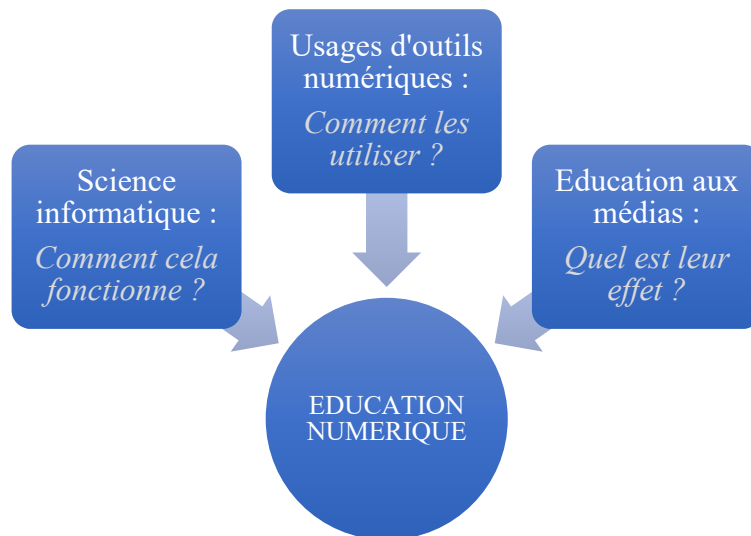 Usages d'outils
numériques :
Comment les
utiliser ?
Science
informatique :
Comment cela
fonctionne ?
Education aux
médias :
Quel est leur
effet ?
EDUCATION
NUMERIQUE